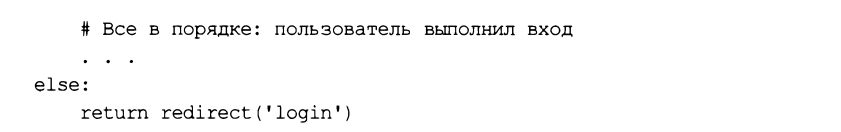 # Все в порядке: пользователь выполнил вход
. . .
else:
return redirect('login')